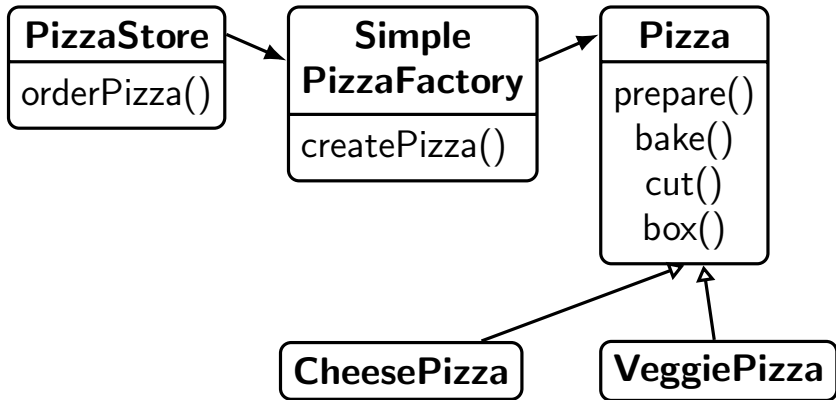 PizzaStore
orderPizza()
Simple
PizzaFactory
createPizza()
Pizza
prepare()
bake()
cut()
box()
CheesePizza
VeggiePizza